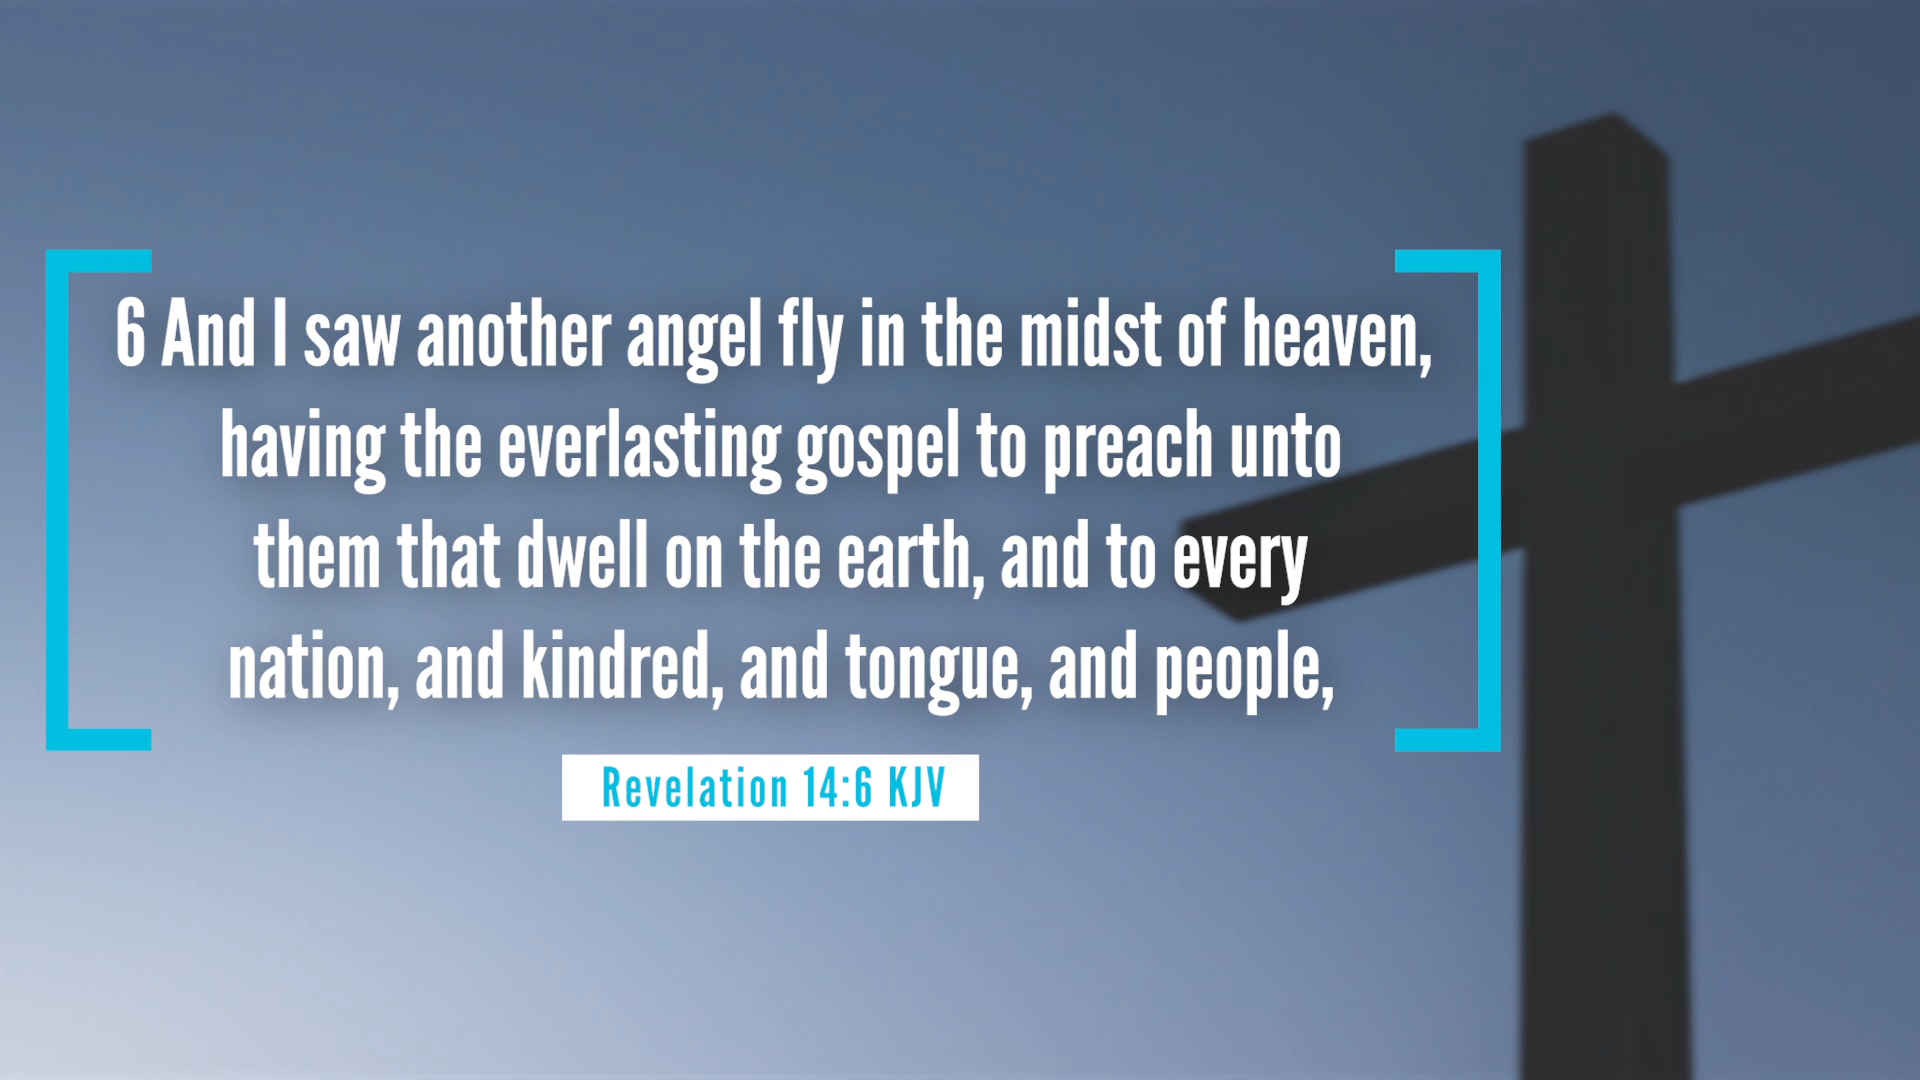 6 And I saw another angel fly in the midst of heaven,
having the everlasting gospel to preach unto
them that dwell on the earth, and to every
nation, and kindred, and tongue, and people,
Revelation 14:6 KJV